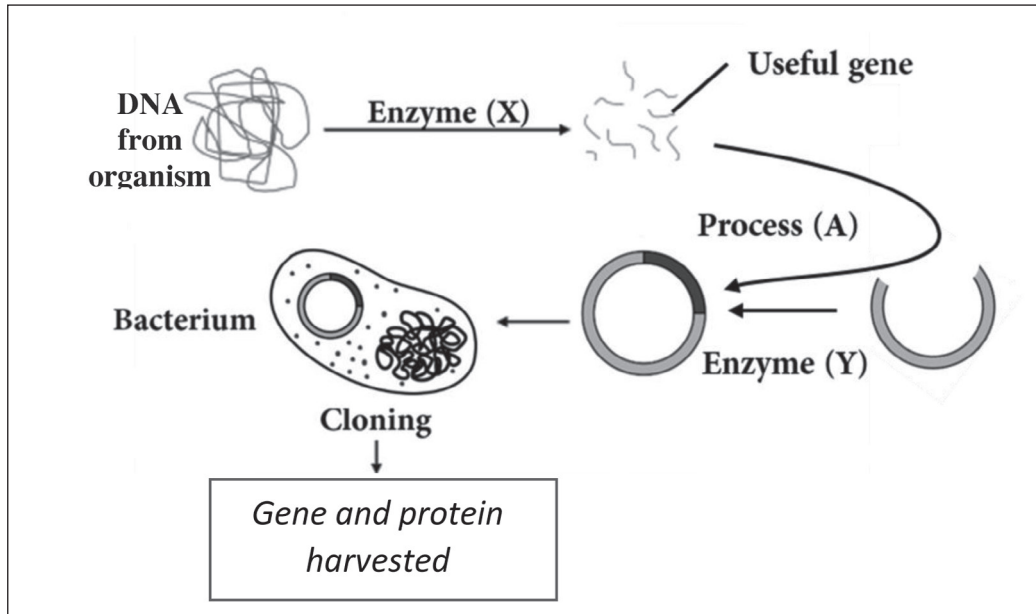 DNA
from
organism
Enzyme (X)
Useful gene
Process (A)
Bacterium
Enzyme (Y)
Cloning
Gene and protein
harvested